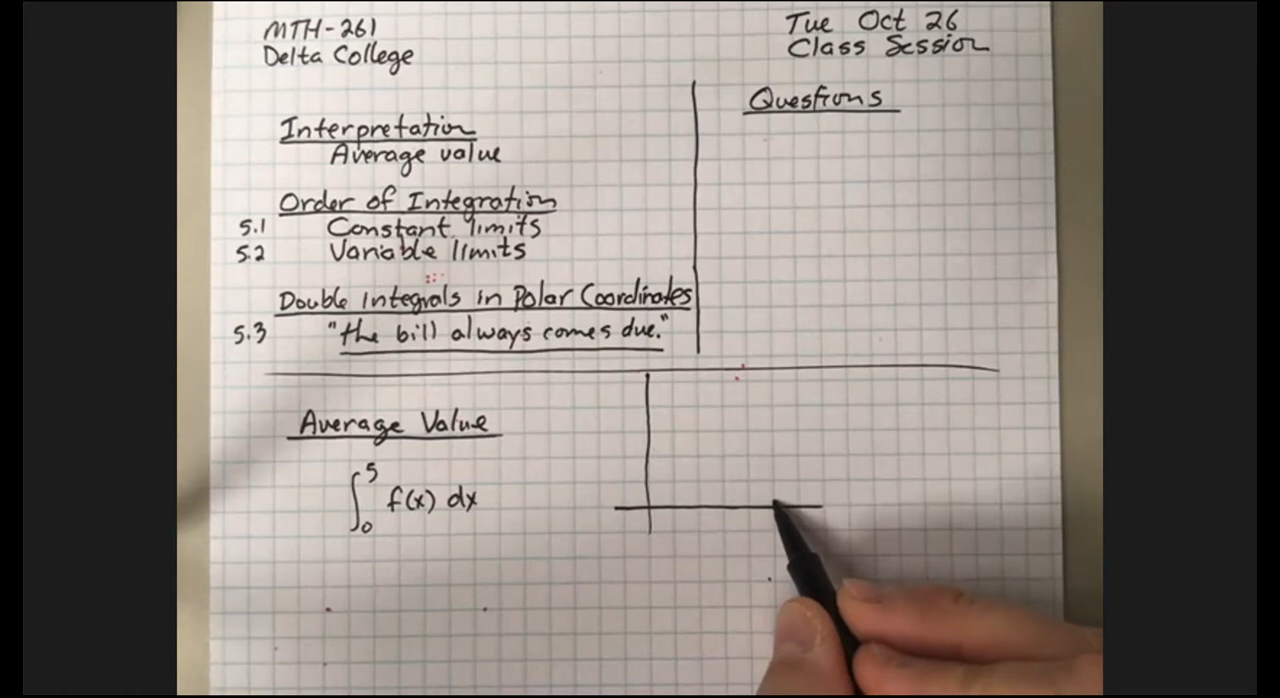 MTH-261
Delta College
Tue Oct 26
Class Session
Interpretation
Average value
Order of Integration
5.1 Constant limits
5.2 Variable limits
Double Integrals in Polar Coordinates
5.3 "the bill always comes due."
Questions
Average Value
∫₀⁵ f(x) dx